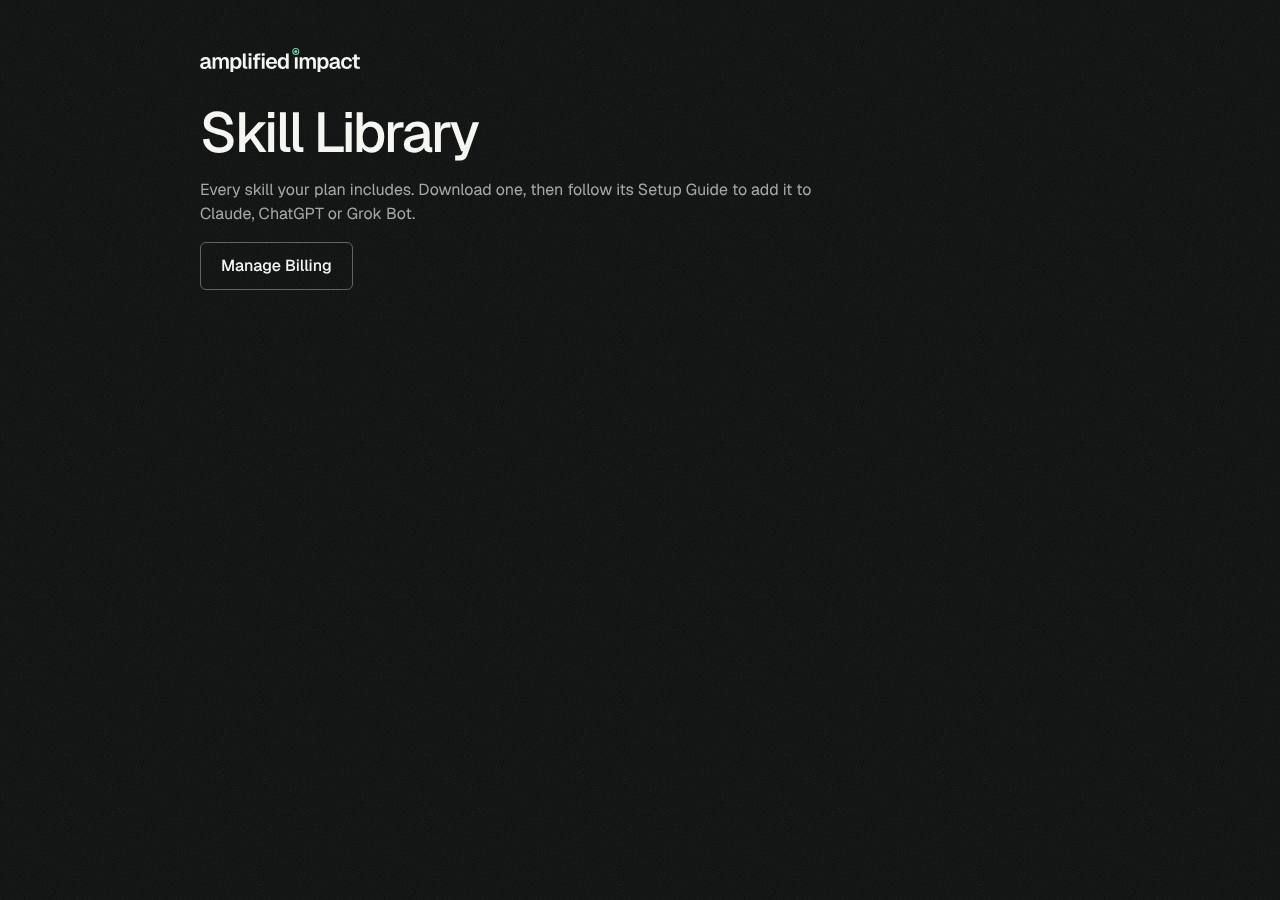 amplified impact
Skill Library
Every skill your plan includes. Download one, then follow its Setup Guide to add it to
Claude, ChatGPT or Grok Bot.
Manage Billing